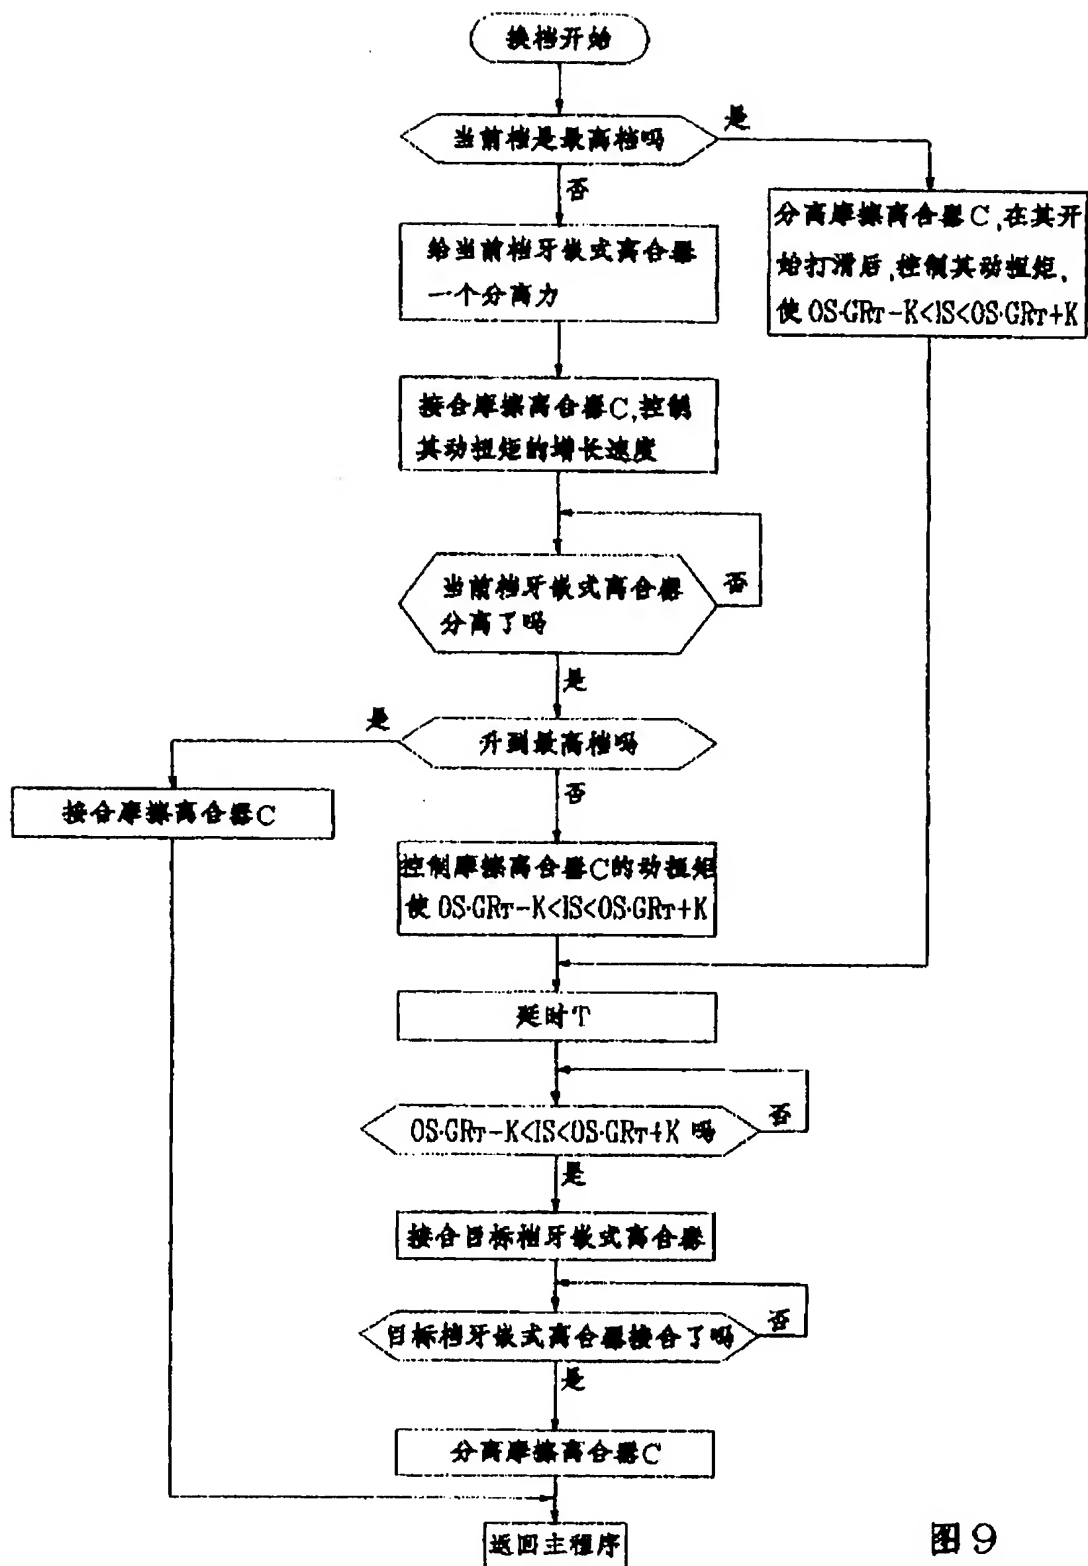 换档开始
当前档是最高档吗
是
否
分离摩擦离合器C,在其开
始打滑后,控制其动扭矩,
使 OS·GRT-K<IS<OS·GRT+K
给当前档牙嵌式离合器
一个分离力
接合摩擦离合器C,控制
其动扭矩的增长速度
当前档牙嵌式离合器
分离了吗
否
是
升到最高档吗
是
否
接合摩擦离合器C
控制摩擦离合器C的动扭矩
使 OS·GRT-K<IS<OS·GRT+K
延时T
OS·GRT-K<IS<OS·GRT+K 吗
否
是
接合目标档牙嵌式离合器
目标档牙嵌式离合器接合了吗
否
是
分离摩擦离合器C
返回主程序
图9